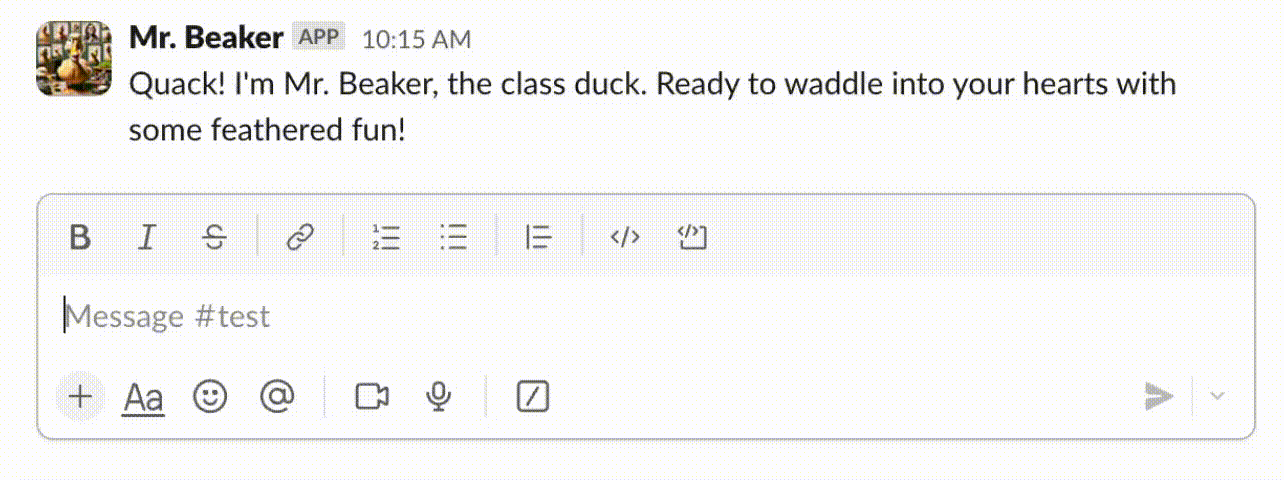 Mr. Beaker APP 10:15 AM
Quack! I'm Mr. Beaker, the class duck. Ready to waddle into your hearts with
some feathered fun!
B I S
Message #test
Aa